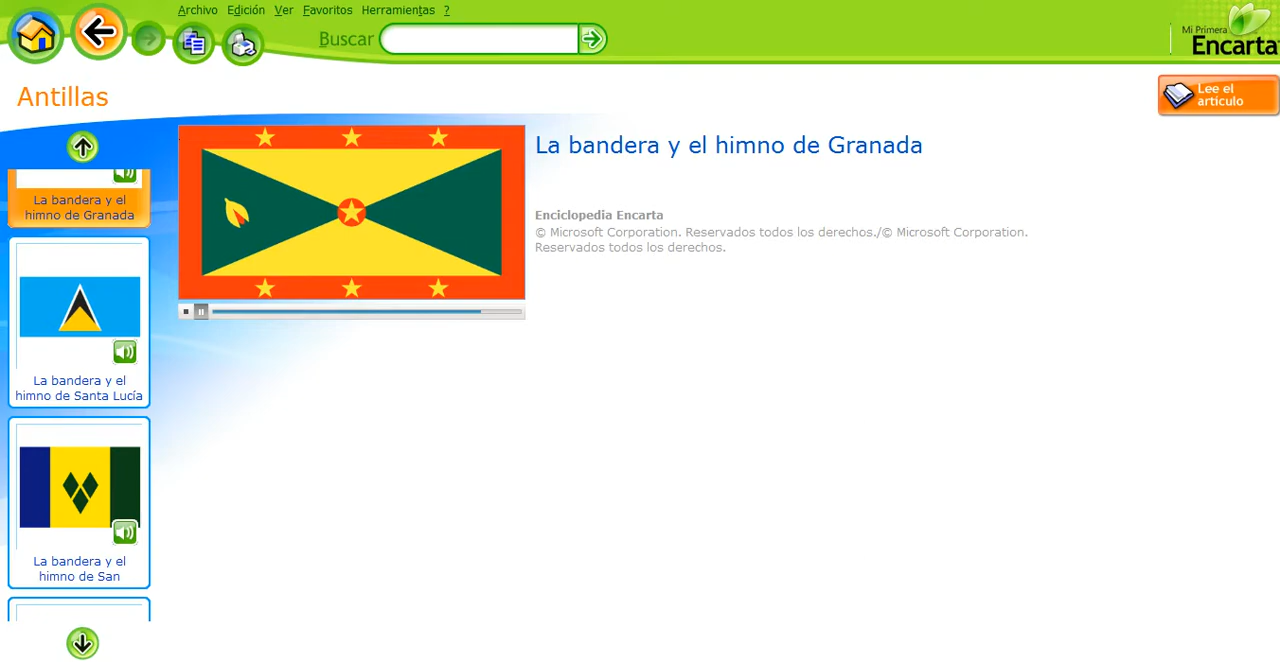 Archivo Edición Ver Favoritos Herramientas ?
Buscar
Mi Primera
Encarta
Antillas
Lee el
artículo
La bandera y el himno de Granada
La bandera y el
himno de Granada
Enciclopedia Encarta
© Microsoft Corporation. Reservados todos los derechos./© Microsoft Corporation.
Reservados todos los derechos.
La bandera y el
himno de Santa Lucía
La bandera y el
himno de San